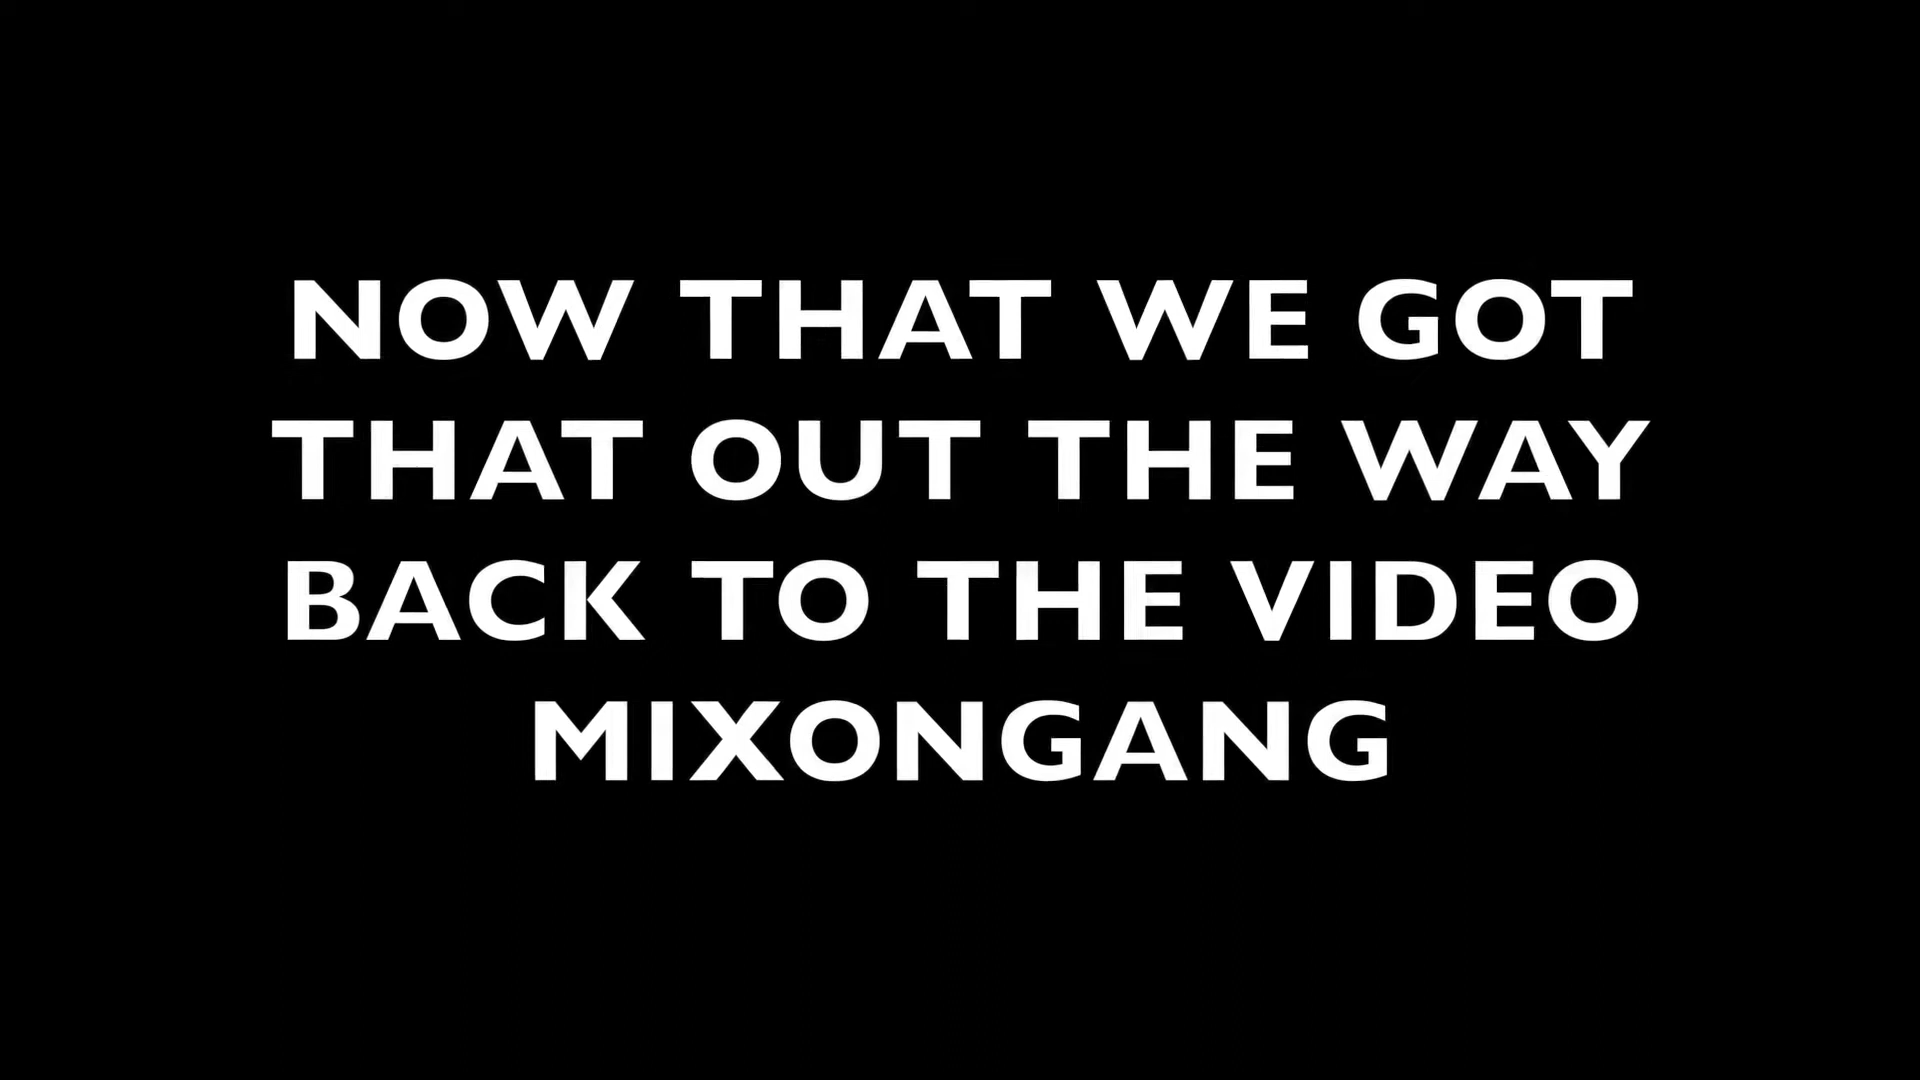 NOW THAT WE GOT
THAT OUT THE WAY
BACK TO THE VIDEO
MIXONGANG